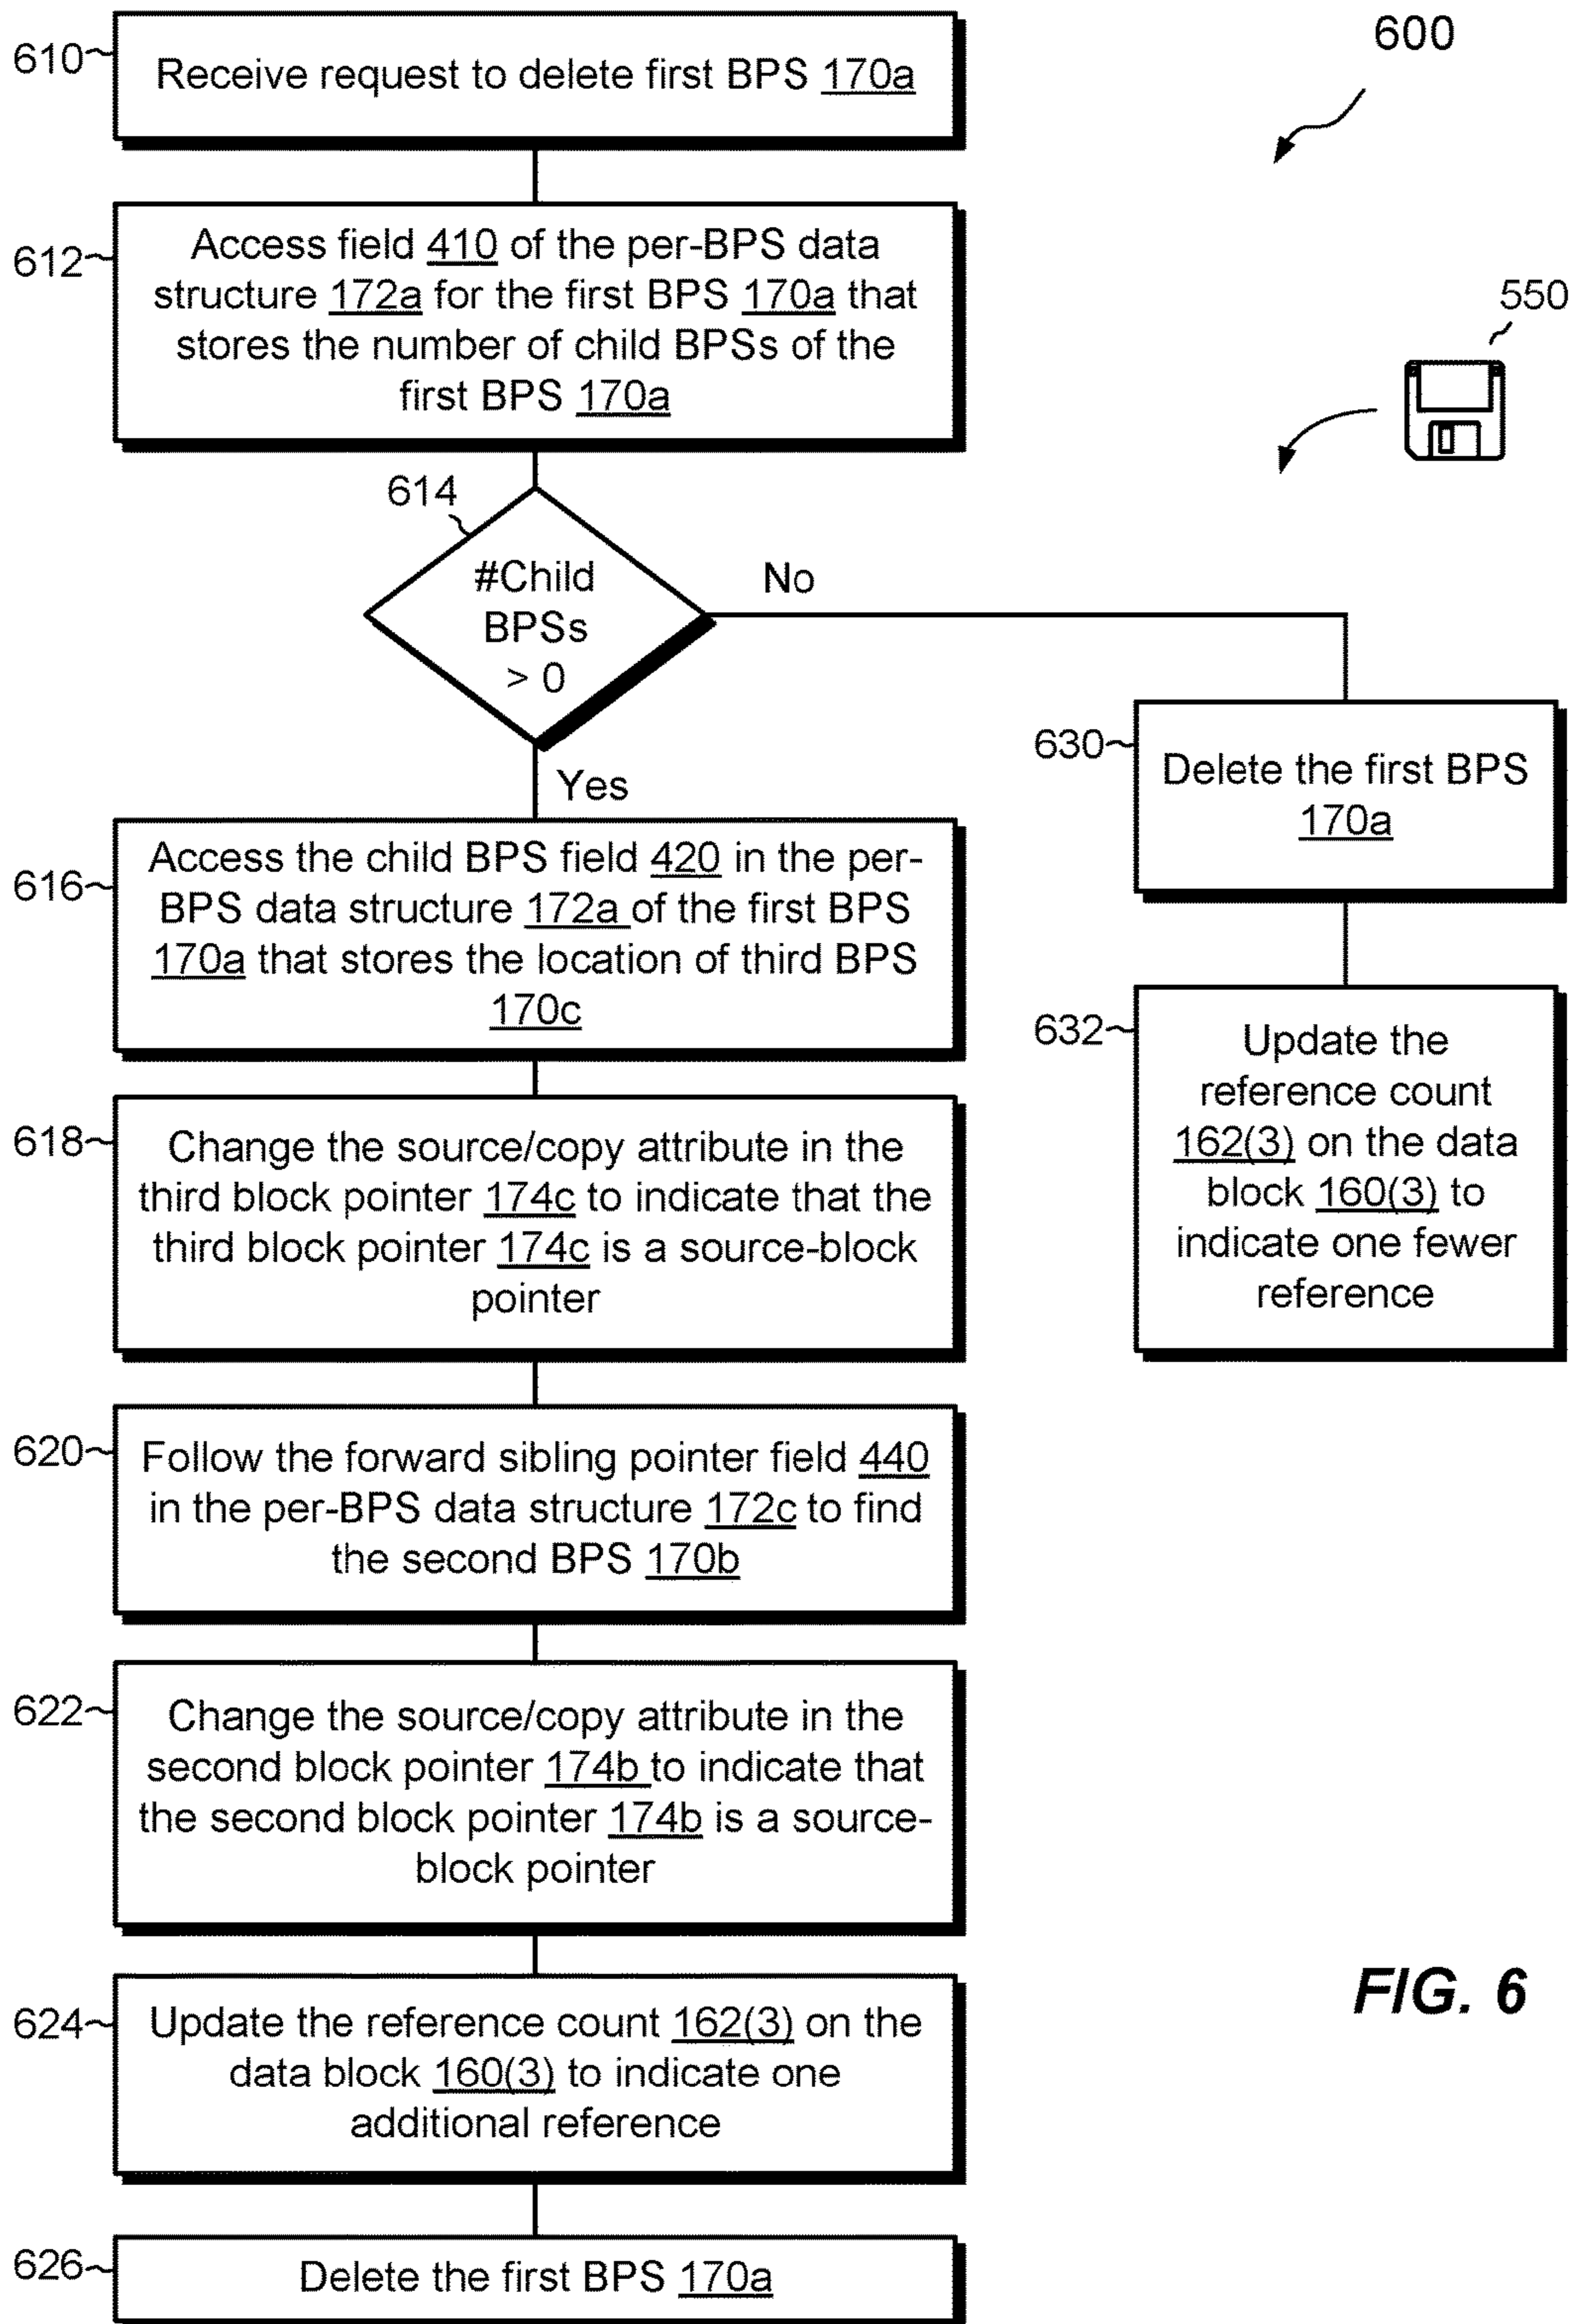 600
610
Receive request to delete first BPS 170a
612
Access field 410 of the per-BPS data
structure 172a for the first BPS 170a that
stores the number of child BPSs of the
first BPS 170a
550
614
#Child
BPSs
> 0
No
Yes
616
Access the child BPS field 420 in the per-
BPS data structure 172a of the first BPS
170a that stores the location of third BPS
170c
618
Change the source/copy attribute in the
third block pointer 174c to indicate that the
third block pointer 174c is a source-block
pointer
620
Follow the forward sibling pointer field 440
in the per-BPS data structure 172c to find
the second BPS 170b
622
Change the source/copy attribute in the
second block pointer 174b to indicate that
the second block pointer 174b is a source-
block pointer
624
Update the reference count 162(3) on the
data block 160(3) to indicate one
additional reference
626
Delete the first BPS 170a
630
Delete the first BPS
170a
632
Update the
reference count
162(3) on the data
block 160(3) to
indicate one fewer
reference
FIG. 6